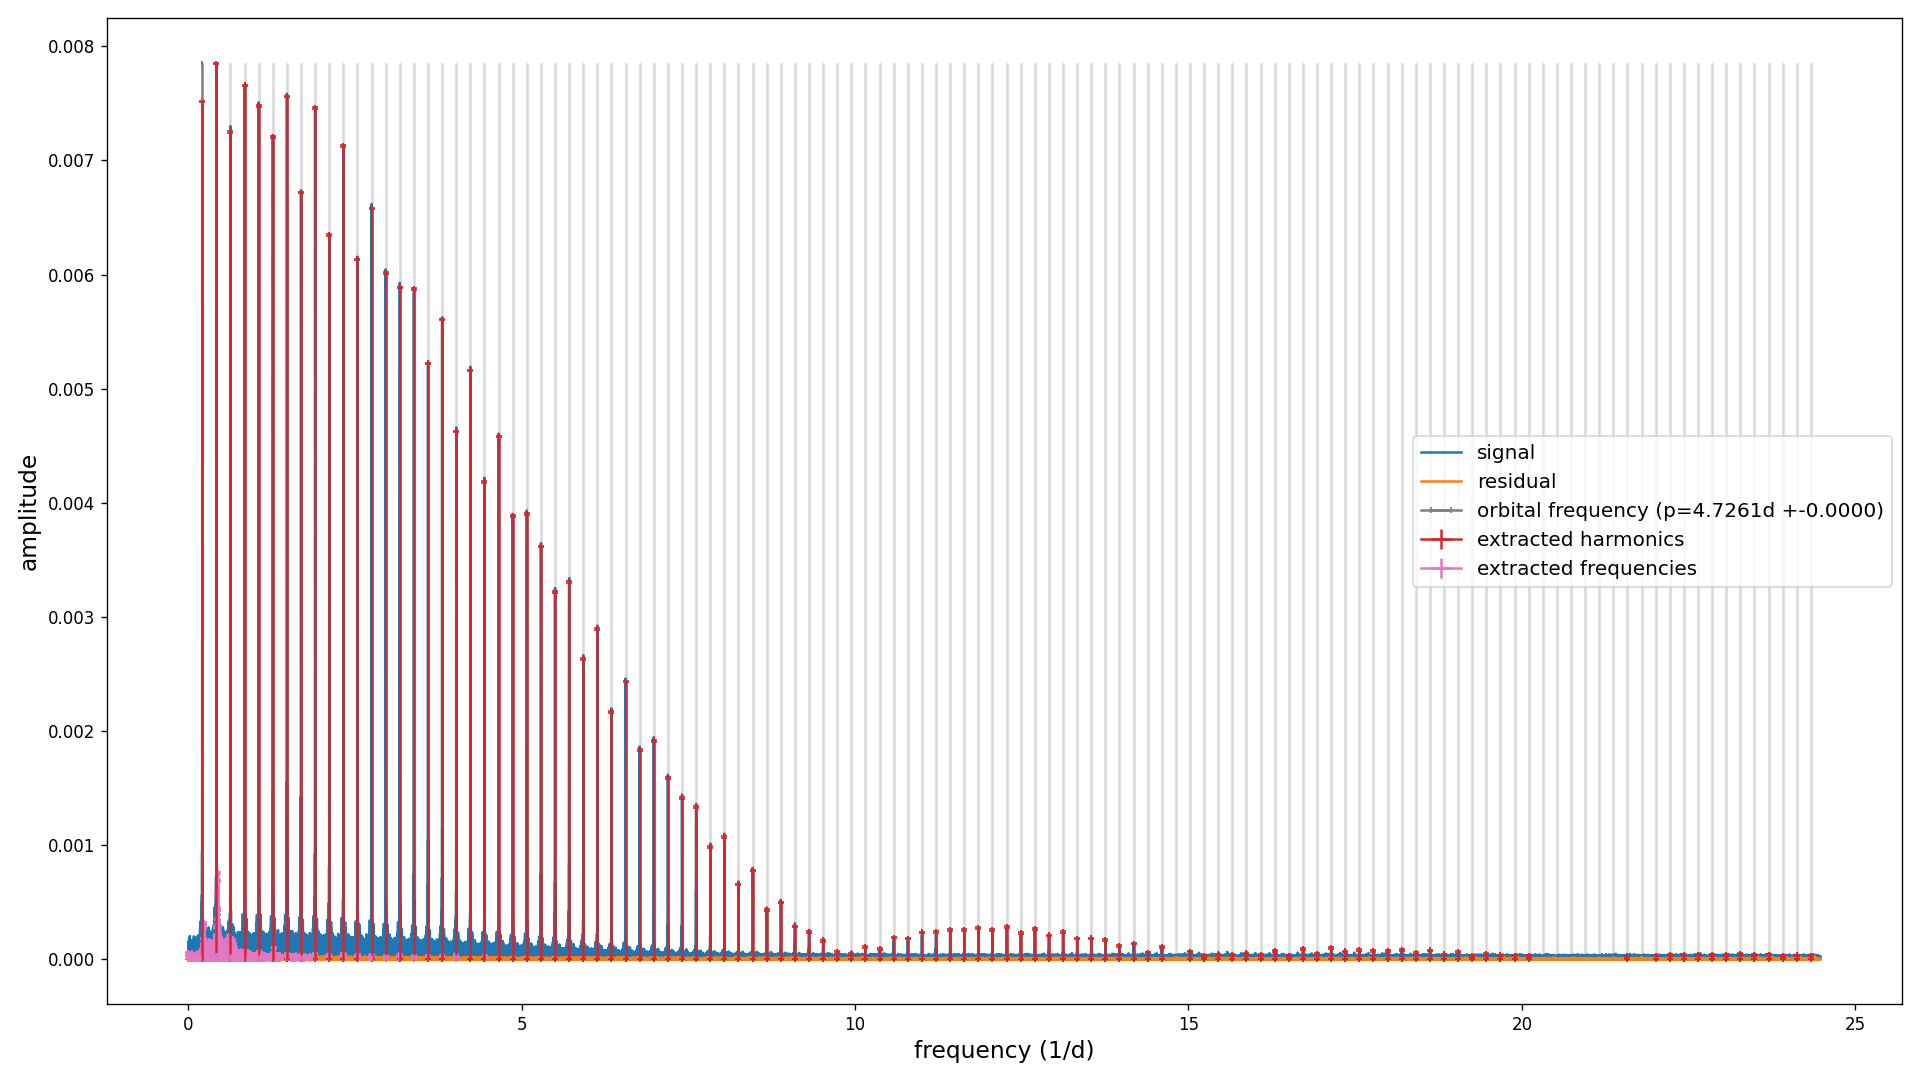 0.008
0.007
0.006
0.005
0.004
0.003
0.002
0.001
0.000
amplitude
signal
residual
orbital frequency (p=4.7261d +-0.0000)
extracted harmonics
extracted frequencies
0 5 10 15 20 25
frequency (1/d)